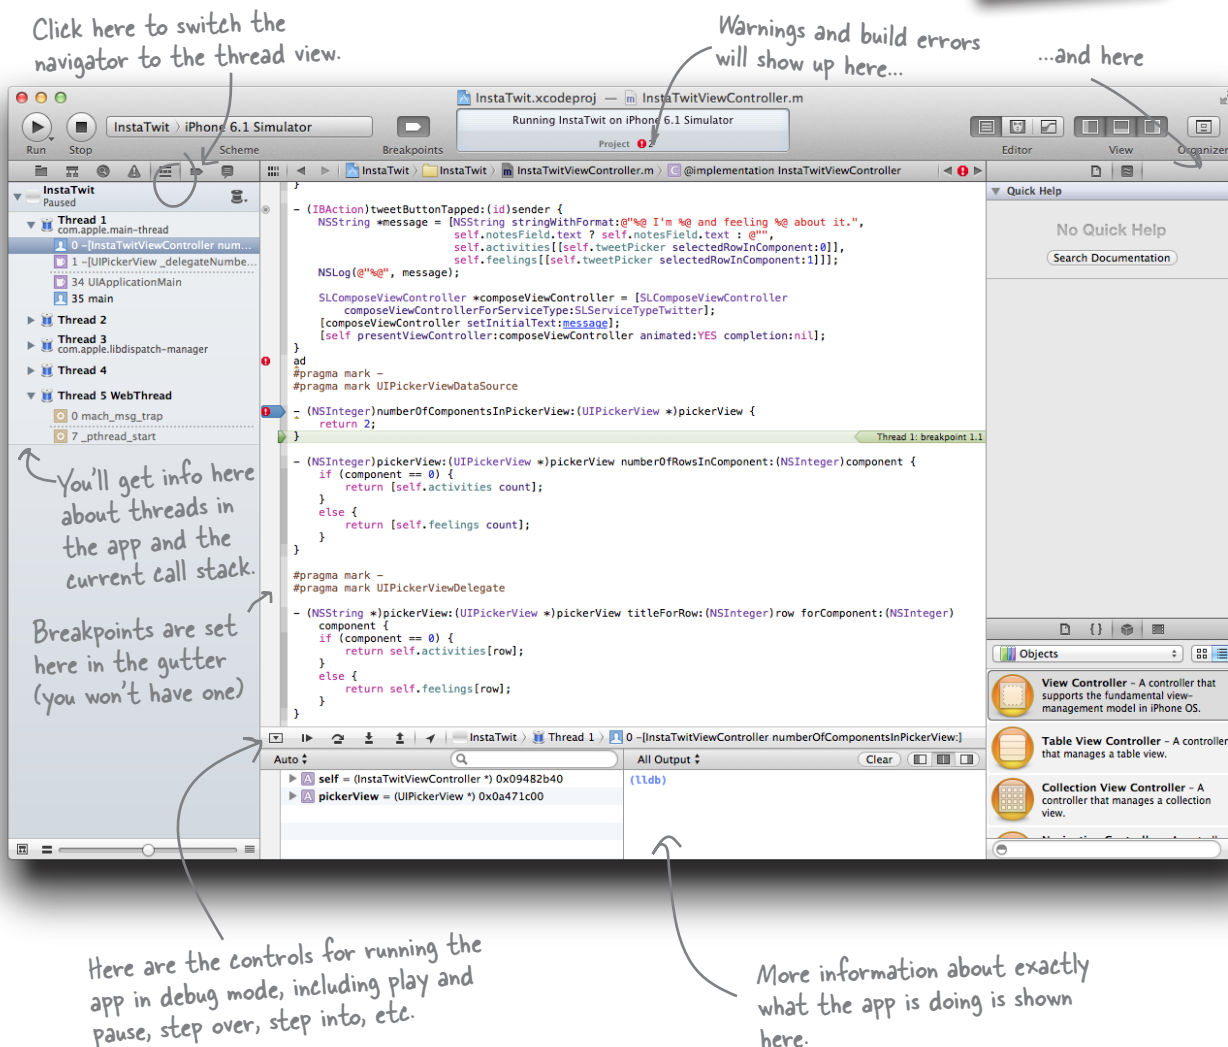 Click here to switch the
navigator to the thread view.
Warnings and build errors
will show up here...
...and here
InstaTwit.xcodeproj — InstaTwitViewController.m
Run
Stop
InstaTwit 〉 iPhone 6.1 Simulator
Scheme
Breakpoints
Running InstaTwit on iPhone 6.1 Simulator
Project 2
Editor
View
Organizer
InstaTwit
Paused
Thread 1
com.apple.main-thread
0 -[InstaTwitViewController num...
1 -[UIPickerView _delegateNumbe...
34 UIApplicationMain
35 main
Thread 2
Thread 3
com.apple.libdispatch-manager
Thread 4
Thread 5 WebThread
0 mach_msg_trap
7 _pthread_start
You'll get info here
about threads in
the app and the
current call stack.
Breakpoints are set
here in the gutter
(you won't have one)
InstaTwit 〉 InstaTwit 〉 InstaTwitViewController.m 〉 @implementation InstaTwitViewController
}
- (IBAction)tweetButtonTapped:(id)sender {
NSString *message = [NSString stringWithFormat:@"%@ I'm %@ and feeling %@ about it.",
self.notesField.text ? self.notesField.text : @"",
self.activities[[self.tweetPicker selectedRowInComponent:0]],
self.feelings[[self.tweetPicker selectedRowInComponent:1]]];
NSLog(@"%@", message);
SLComposeViewController *composeViewController = [SLComposeViewController
composeViewControllerForServiceType:SLServiceTypeTwitter];
[composeViewController setInitialText:message];
[self presentViewController:composeViewController animated:YES completion:nil];
}
ad
#pragma mark -
#pragma mark UIPickerViewDataSource
- (NSInteger)numberOfComponentsInPickerView:(UIPickerView *)pickerView {
return 2;
}
Thread 1: breakpoint 1.1
- (NSInteger)pickerView:(UIPickerView *)pickerView numberOfRowsInComponent:(NSInteger)component {
if (component == 0) {
return [self.activities count];
}
else {
return [self.feelings count];
}
}
#pragma mark -
#pragma mark UIPickerViewDelegate
- (NSString *)pickerView:(UIPickerView *)pickerView titleForRow:(NSInteger)row forComponent:(NSInteger)
component {
if (component == 0) {
return self.activities[row];
}
else {
return self.feelings[row];
}
}
InstaTwit 〉 Thread 1 〉 0 -[InstaTwitViewController numberOfComponentsInPickerView:]
Auto
All Output
Clear
self = (InstaTwitViewController *) 0x09482b40
pickerView = (UIPickerView *) 0x0a471c00
(lldb)
Quick Help
No Quick Help
Search Documentation
{}
Objects
View Controller – A controller that
supports the fundamental view-
management model in iPhone OS.
Table View Controller – A controller
that manages a table view.
Collection View Controller – A
controller that manages a collection
view.
Here are the controls for running the
app in debug mode, including play and
pause, step over, step into, etc.
More information about exactly
what the app is doing is shown
here.